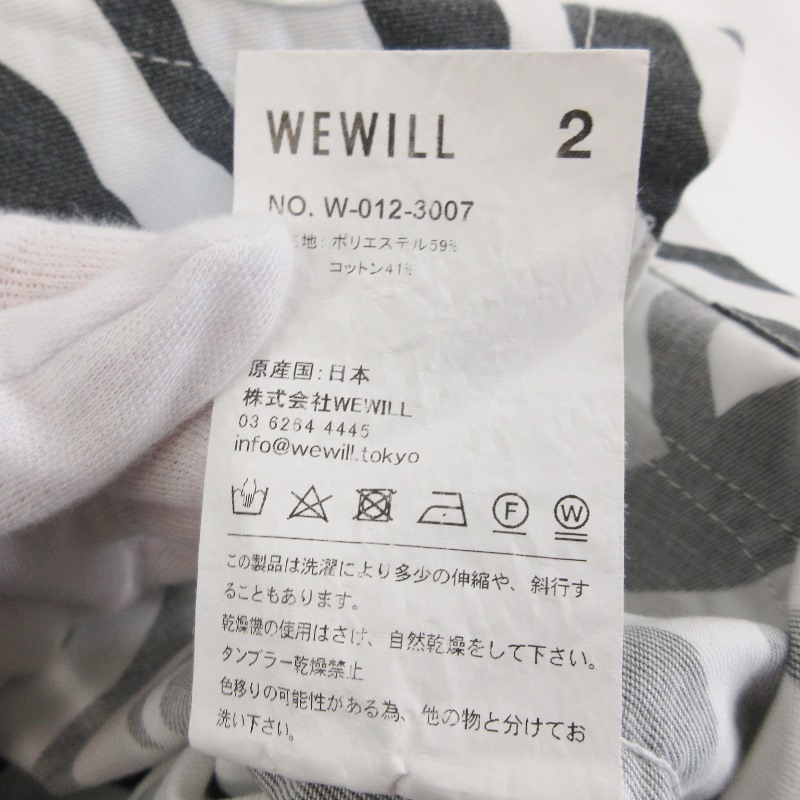 WEWILL 2
NO. W-012-3007
地: ポリエステル59%
コットン41%
原産国:日本
株式会社WEWILL
03 6264 4445
info@wewill.tokyo
F W
この製品は洗濯により多少の伸縮や、斜行す
ることもあります。
乾燥機の使用はさけ、自然乾燥をして下さい。
タンブラー乾燥禁止
色移りの可能性がある為、他の物と分けてお
洗い下さい。